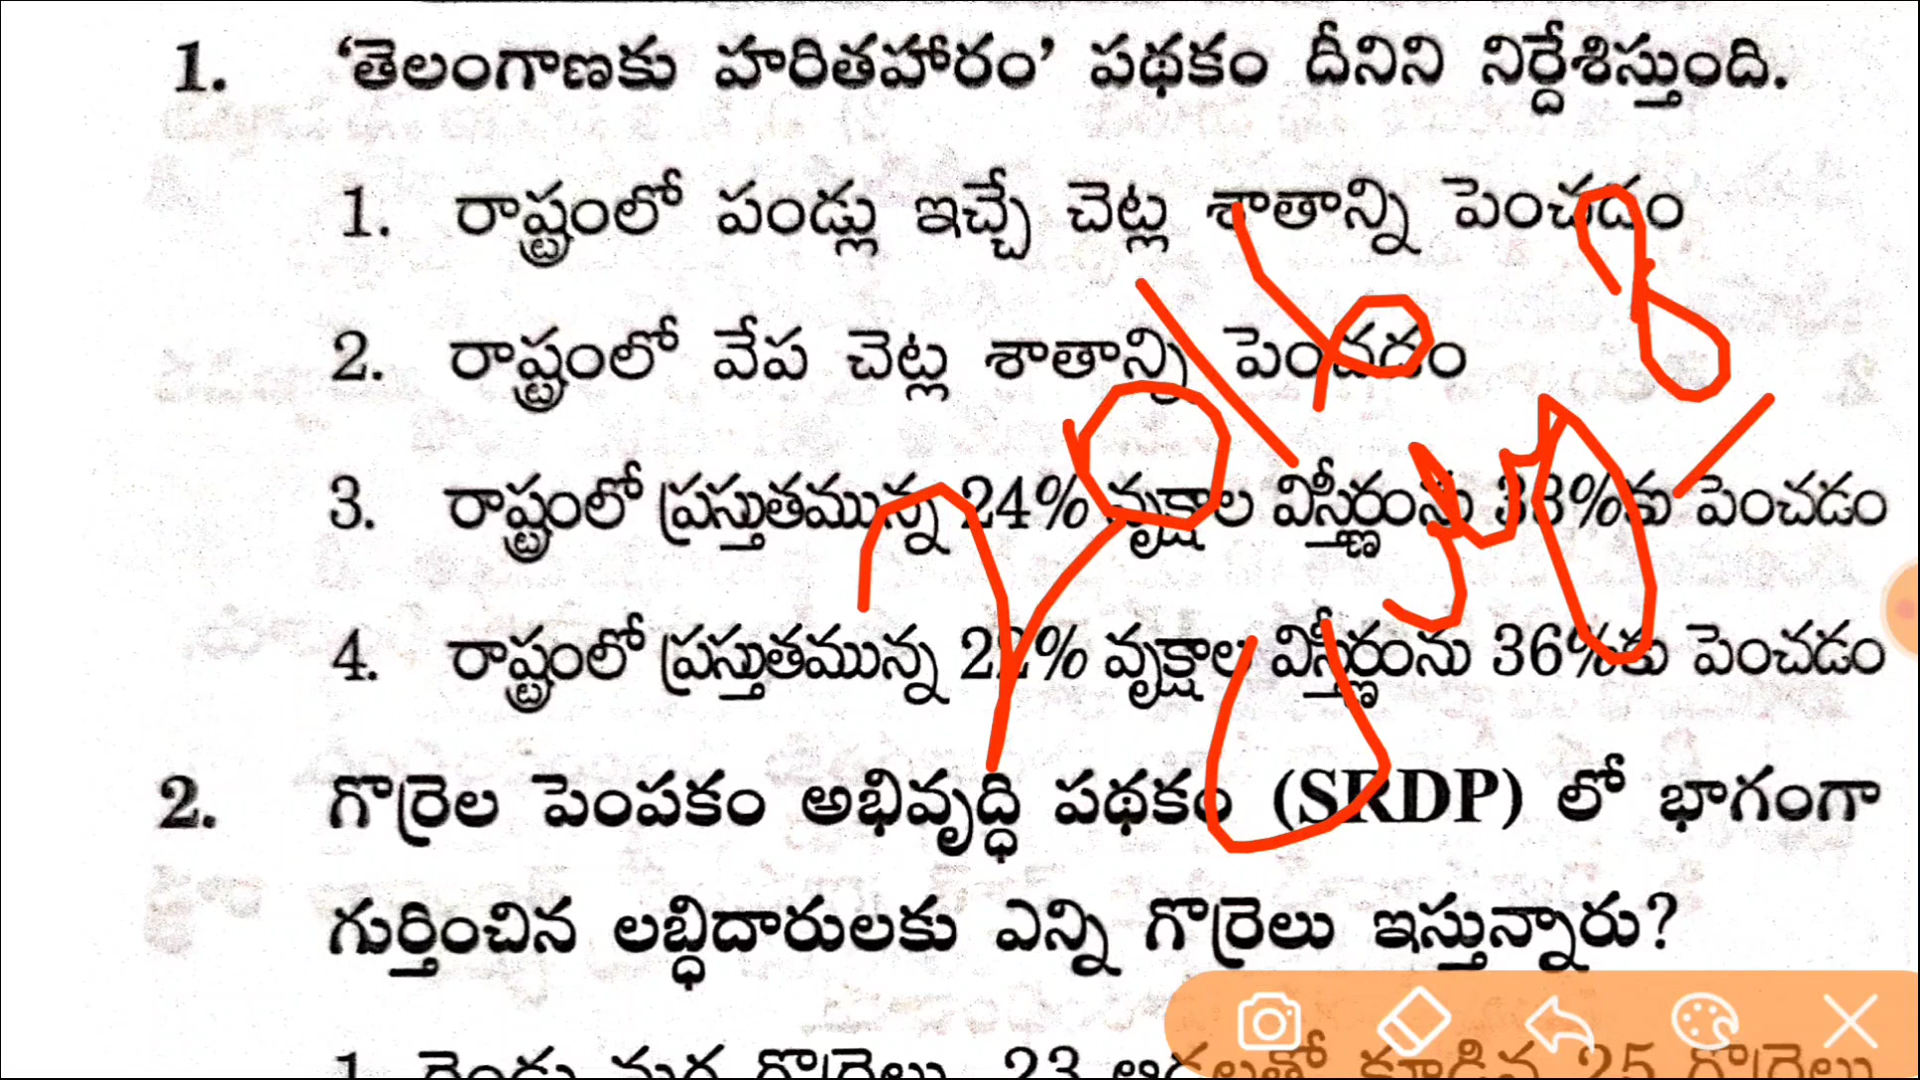 1. ‘తెలంగాణకు హరితహారం’ పథకం దీనిని నిర్దేశిస్తుంది.
1. రాష్ట్రంలో పండ్లు ఇచ్చే చెట్ల శాతాన్ని పెంచడం
2. రాష్ట్రంలో వేప చెట్ల శాతాన్ని పెంచడం
3. రాష్ట్రంలో ప్రస్తుతమున్న 24% వృక్షాల విస్తీర్ణంను 33%కు పెంచడం
4. రాష్ట్రంలో ప్రస్తుతమున్న 22% వృక్షాల విస్తీర్ణంను 36%కు పెంచడం
2. గొర్రెల పెంపకం అభివృద్ధి పథకం (SRDP) లో భాగంగా
గుర్తించిన లబ్ధిదారులకు ఎన్ని గొర్రెలు ఇస్తున్నారు?